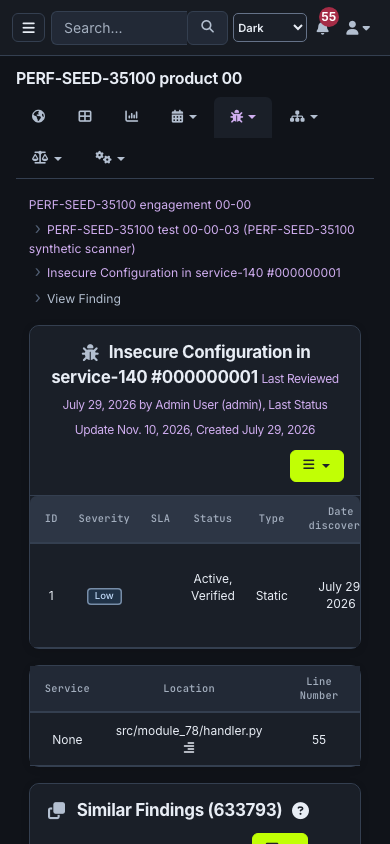 Search...
Dark
55
PERF-SEED-35100 product 00
PERF-SEED-35100 engagement 00-00
PERF-SEED-35100 test 00-00-03 (PERF-SEED-35100
synthetic scanner)
Insecure Configuration in service-140 #000000001
View Finding
Insecure Configuration in
service-140 #000000001 Last Reviewed
July 29, 2026 by Admin User (admin), Last Status
Update Nov. 10, 2026, Created July 29, 2026
ID Severity SLA Status Type Date
discover
1 Low Active,
Verified Static July 29
2026
Service Location Line
Number
None src/module_78/handler.py 55
Similar Findings (633793)